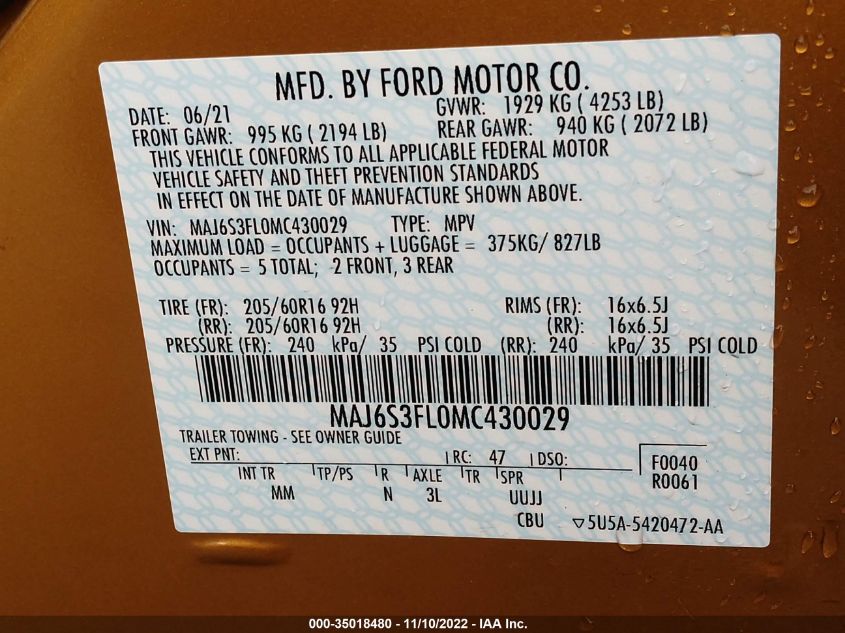 MFD. BY FORD MOTOR CO.
DATE: 06/21 GVWR: 1929 KG ( 4253 LB)
FRONT GAWR: 995 KG ( 2194 LB) REAR GAWR: 940 KG ( 2072 LB)
THIS VEHICLE CONFORMS TO ALL APPLICABLE FEDERAL MOTOR
VEHICLE SAFETY AND THEFT PREVENTION STANDARDS
IN EFFECT ON THE DATE OF MANUFACTURE SHOWN ABOVE.
VIN: MAJ6S3FL0MC430029 TYPE: MPV
MAXIMUM LOAD = OCCUPANTS + LUGGAGE = 375KG/ 827LB
OCCUPANTS = 5 TOTAL; 2 FRONT, 3 REAR
TIRE (FR): 205/60R16 92H RIMS (FR): 16x6.5J
(RR): 205/60R16 92H (RR): 16x6.5J
PRESSURE (FR): 240 kPa/ 35 PSI COLD (RR): 240 kPa/ 35 PSI COLD
MAJ6S3FL0MC430029
TRAILER TOWING - SEE OWNER GUIDE
EXT PNT: RC: 47 DSO: F0040
R0061
INT TR TP/PS R AXLE TR SPR
MM N 3L UUJJ
CBU ▽5U5A-5420472-AA
000-35018480 - 11/10/2022 - IAA Inc.